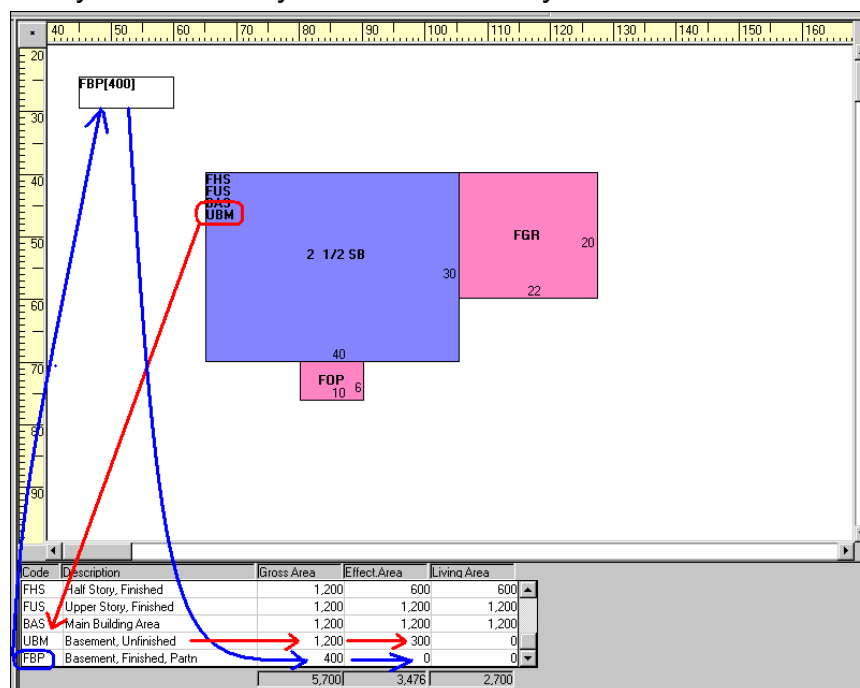 40 50 60 70 80 90 100 110 120 130 140 150 160
20
FBP[400]
30
40
FHS
FUS
BAS
UBM
FGR
20
50
2 1/2 SB
30
22
60
40
70
FOP
10 6
80
90
Code Description Gross Area Effect.Area Living Area
FHS Half Story, Finished 1,200 600 600
FUS Upper Story, Finished 1,200 1,200 1,200
BAS Main Building Area 1,200 1,200 1,200
UBM Basement, Unfinished 1,200 300 0
FBP Basement, Finished, Partn 400 0 0
5,700 3,476 2,700